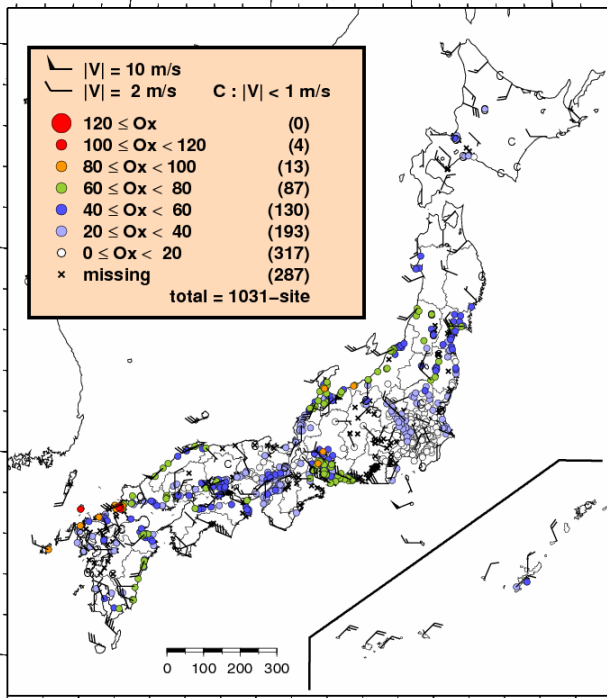 |V| = 10 m/s
|V| = 2 m/s C : |V| < 1 m/s
120 ≤ Ox (0)
100 ≤ Ox < 120 (4)
80 ≤ Ox < 100 (13)
60 ≤ Ox < 80 (87)
40 ≤ Ox < 60 (130)
20 ≤ Ox < 40 (193)
0 ≤ Ox < 20 (317)
× missing (287)
total = 1031-site
C
C
C
C
C
C
0 100 200 300